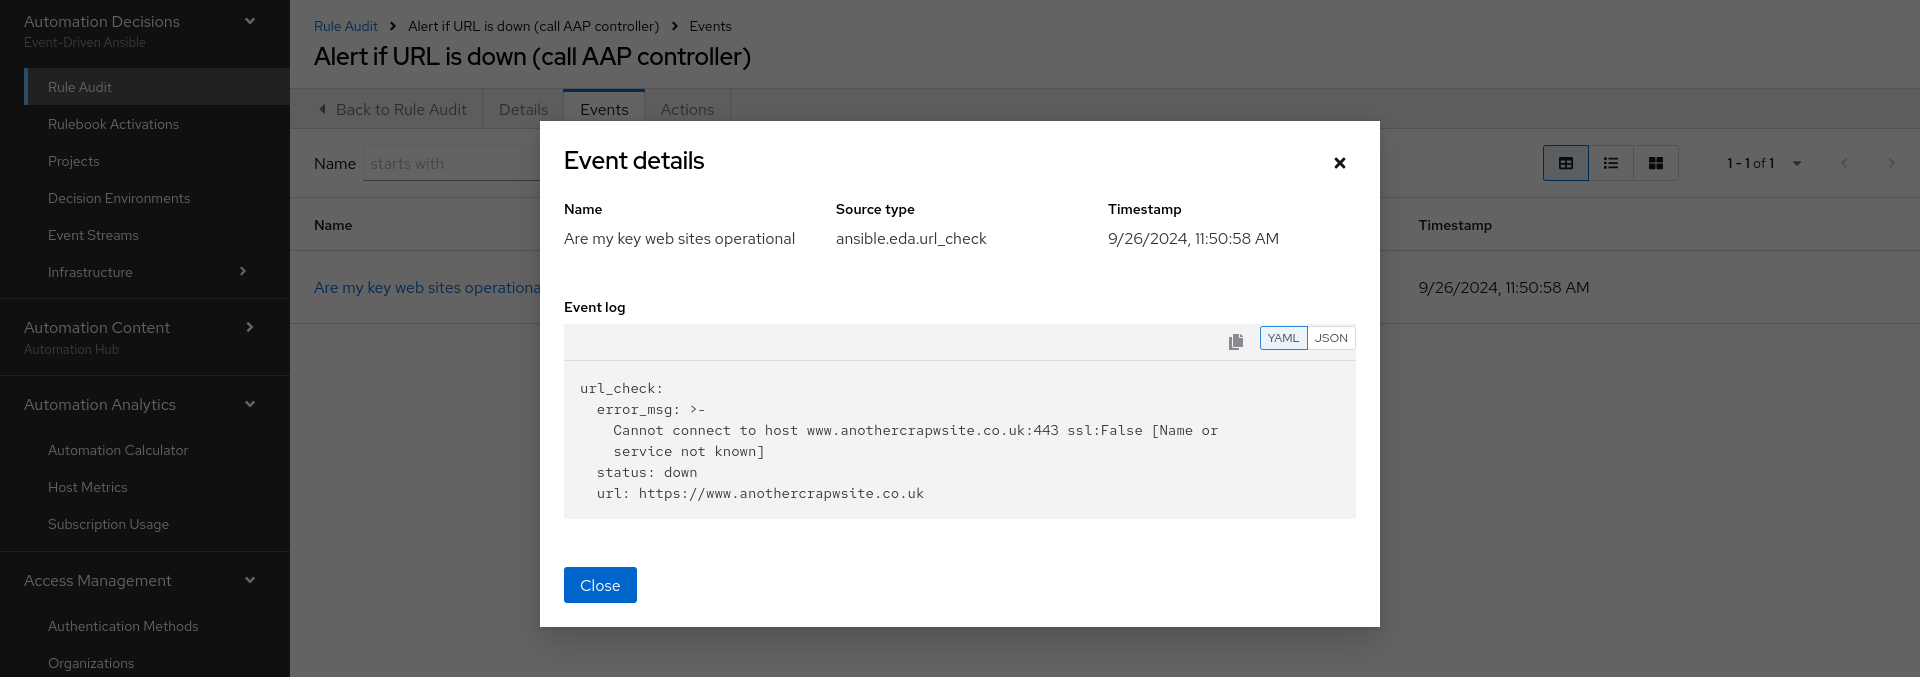 Automation Decisions
Event-Driven Ansible
Rule Audit
Rulebook Activations
Projects
Decision Environments
Event Streams
Infrastructure
Automation Content
Automation Hub
Automation Analytics
Automation Calculator
Host Metrics
Subscription Usage
Access Management
Authentication Methods
Organizations
Rule Audit Alert if URL is down (call AAP controller) Events
Alert if URL is down (call AAP controller)
Back to Rule Audit Details Events Actions
Name starts with 1 - 1 of 1
Name Timestamp
Are my key web sites operationa 9/26/2024, 11:50:58 AM
Event details
Name Source type Timestamp
Are my key web sites operational ansible.eda.url_check 9/26/2024, 11:50:58 AM
Event log
YAML JSON
url_check:
error_msg: >-
Cannot connect to host www.anothercrapwsite.co.uk:443 ssl:False [Name or
service not known]
status: down
url: https://www.anothercrapwsite.co.uk
Close